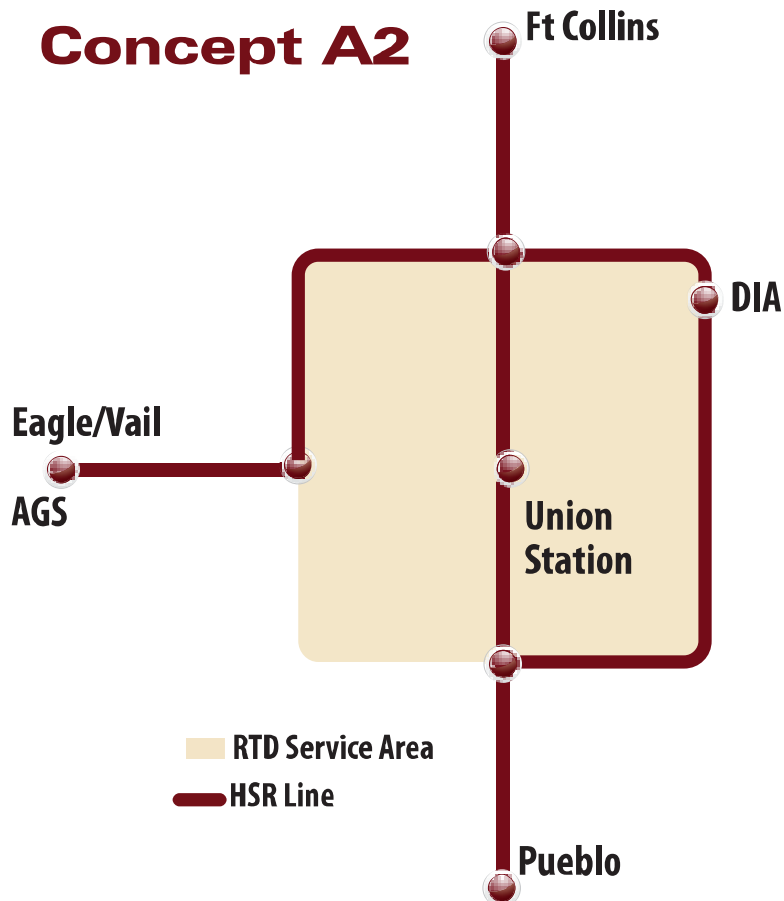 Concept A2
Ft Collins
DIA
Eagle/Vail
AGS
Union
Station
RTD Service Area
HSR Line
Pueblo